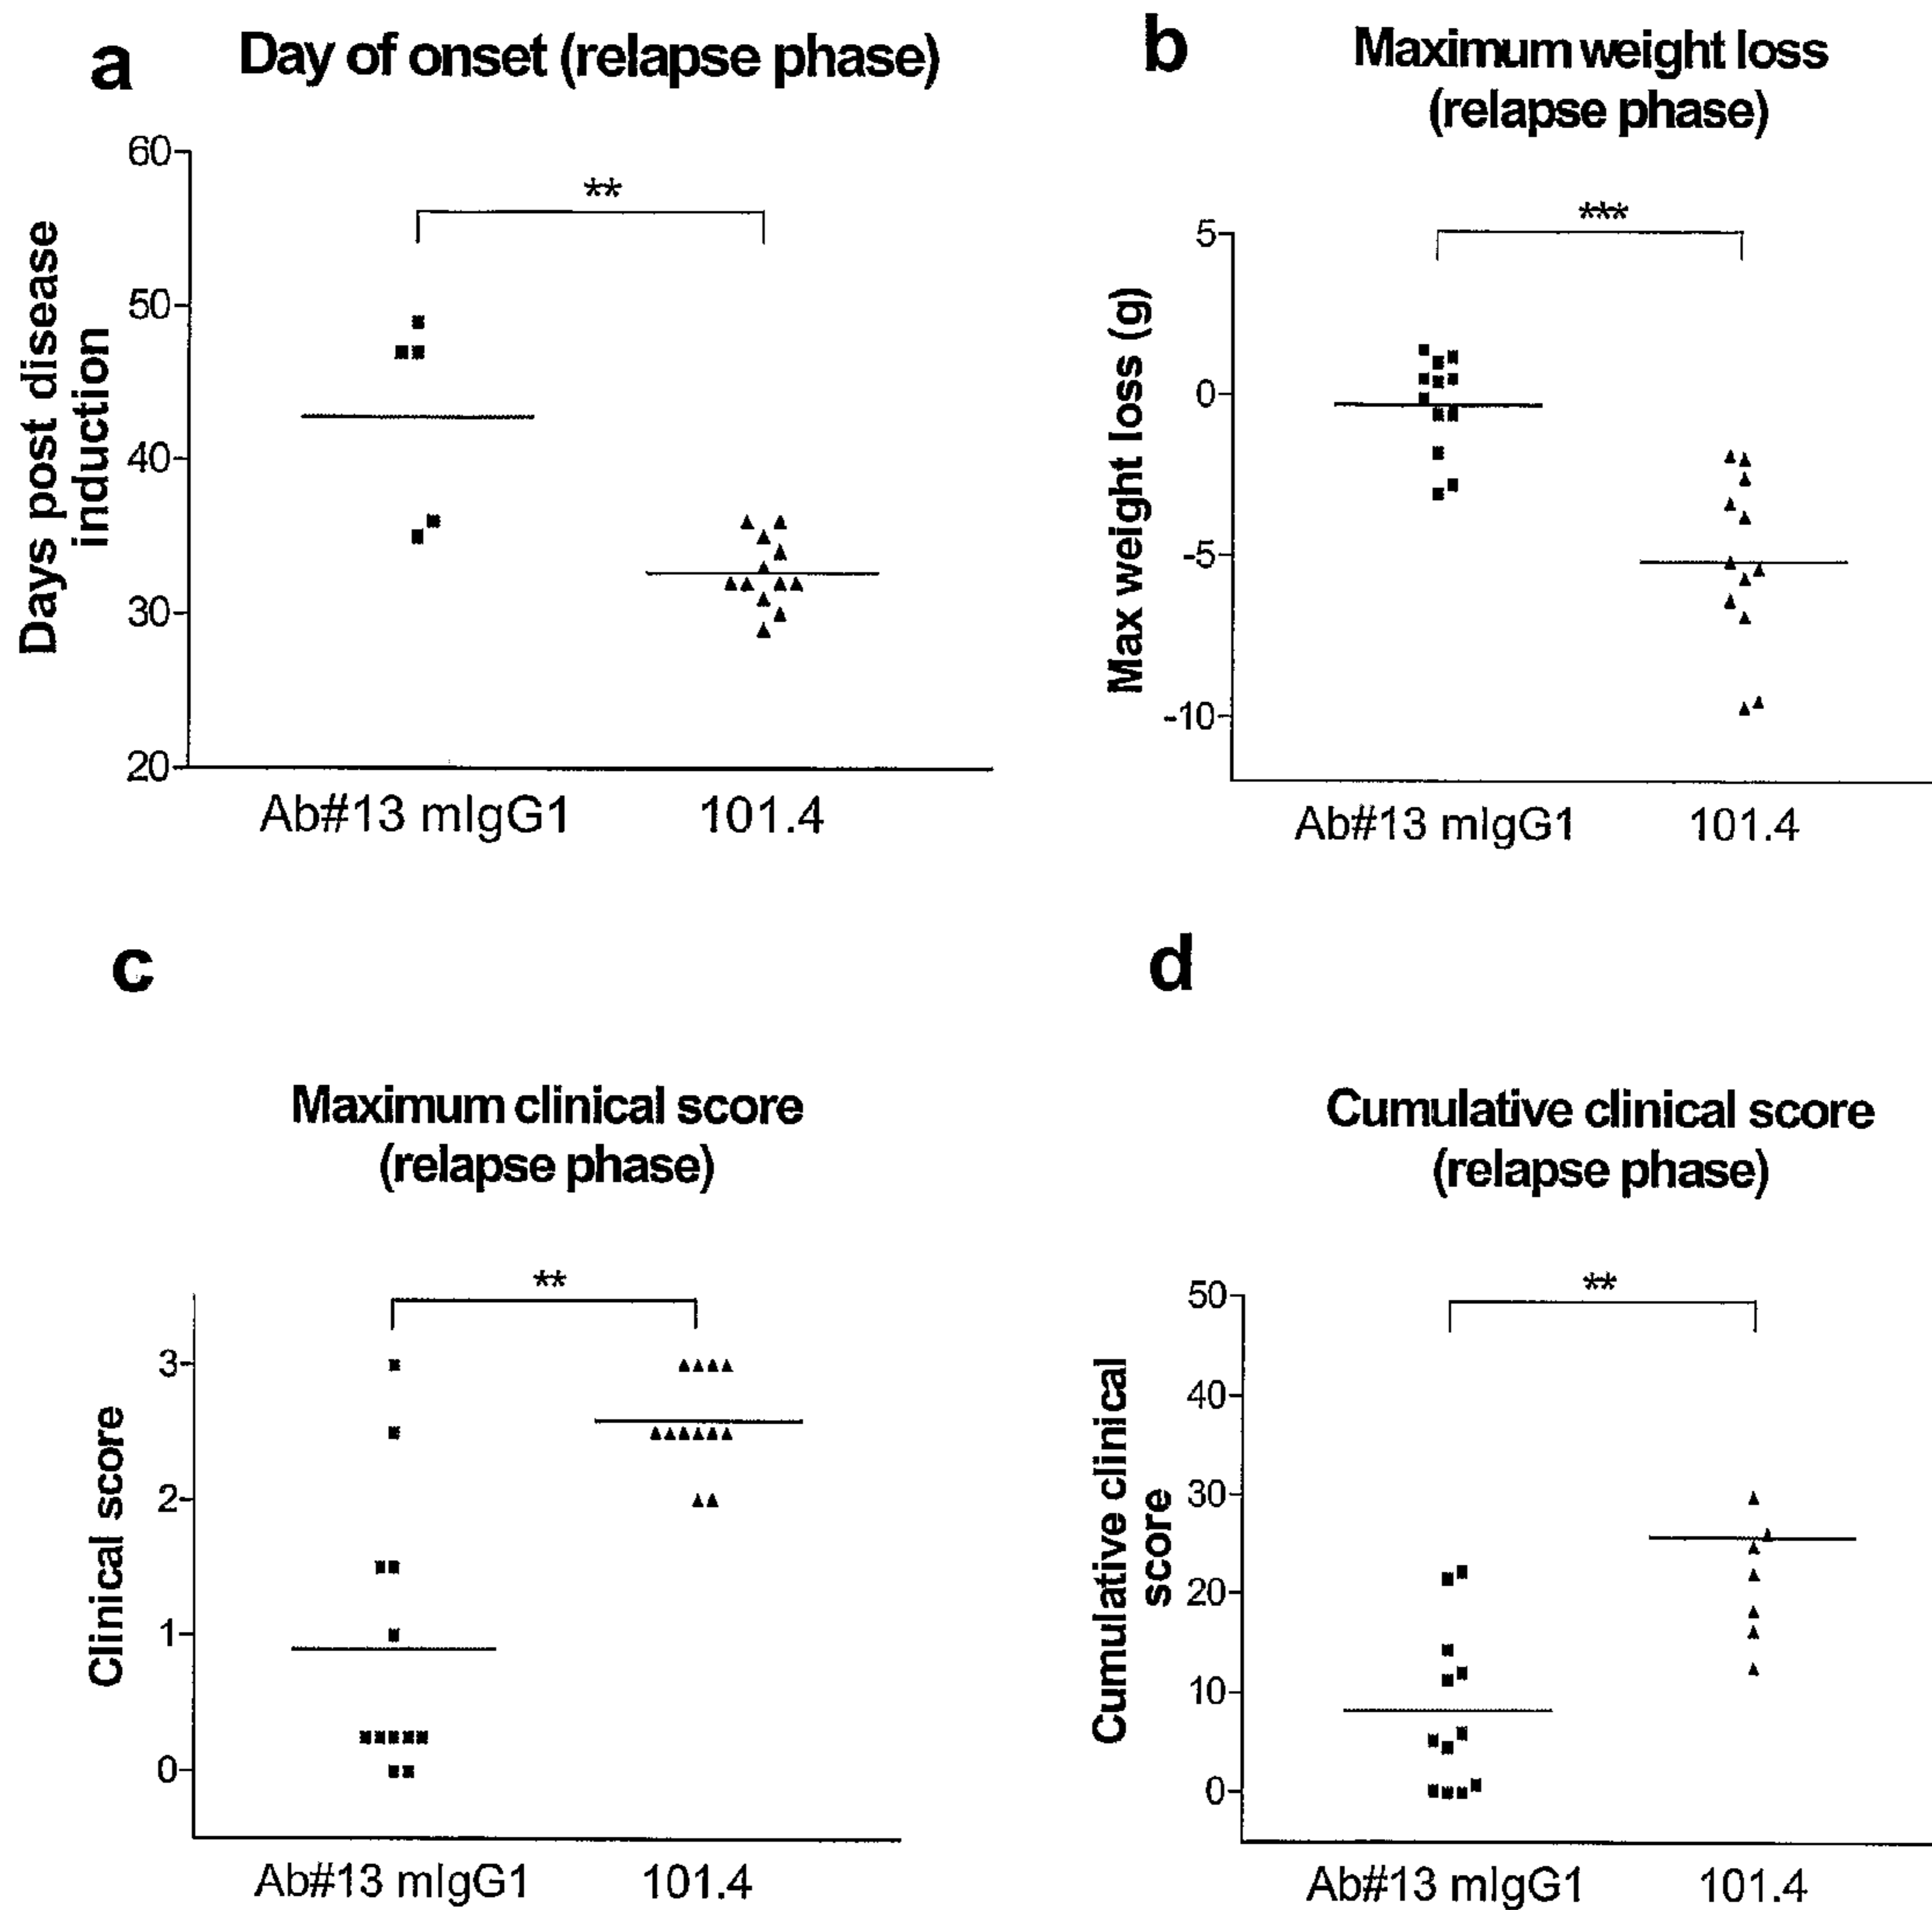 a
Day of onset (relapse phase)
Days post disease
induction
60
50
40
30
20
**
Ab#13 mIgG1
101.4
b
Maximum weight loss
(relapse phase)
Max weight loss (g)
5
0
-5
-10
***
Ab#13 mIgG1
101.4
c
Maximum clinical score
(relapse phase)
Clinical score
3
2
1
0
**
Ab#13 mIgG1
101.4
d
Cumulative clinical score
(relapse phase)
Cumulative clinical
score
50
40
30
20
10
0
**
Ab#13 mIgG1
101.4